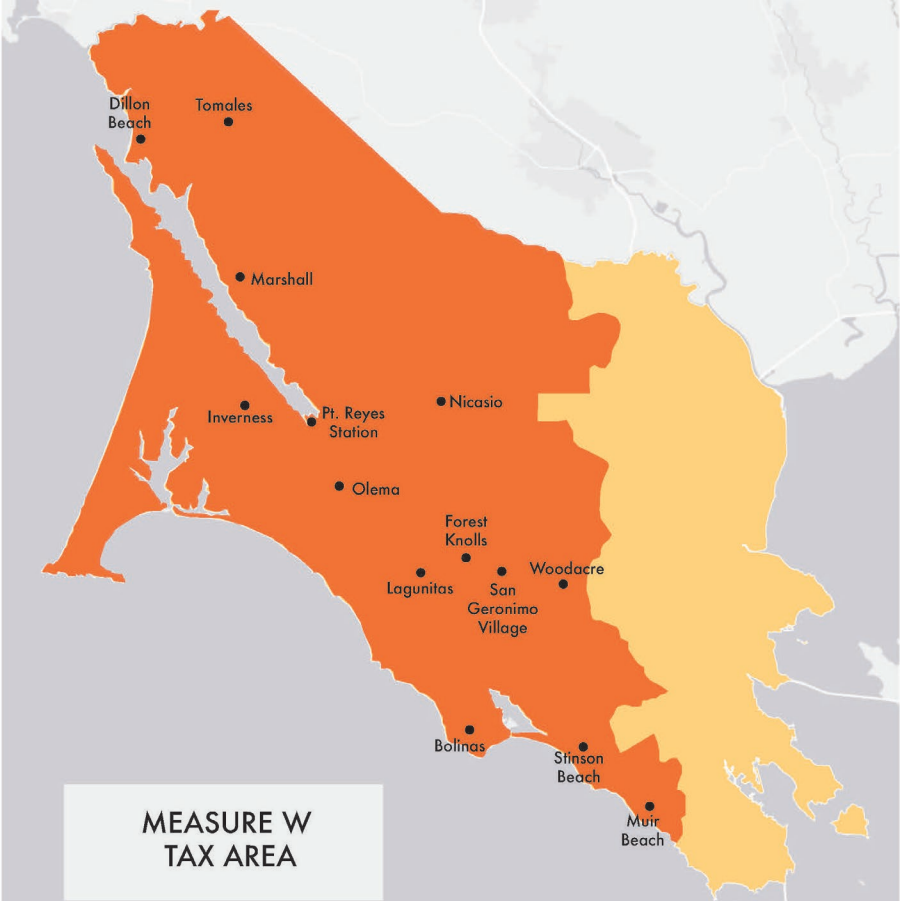 Dillon
Beach
Tomales
Marshall
Inverness
Pt. Reyes
Station
Nicasio
Olema
Forest
Knolls
Lagunitas
San
Geronimo
Village
Woodacre
Bolinas
Stinson
Beach
Muir
Beach
MEASURE W
TAX AREA